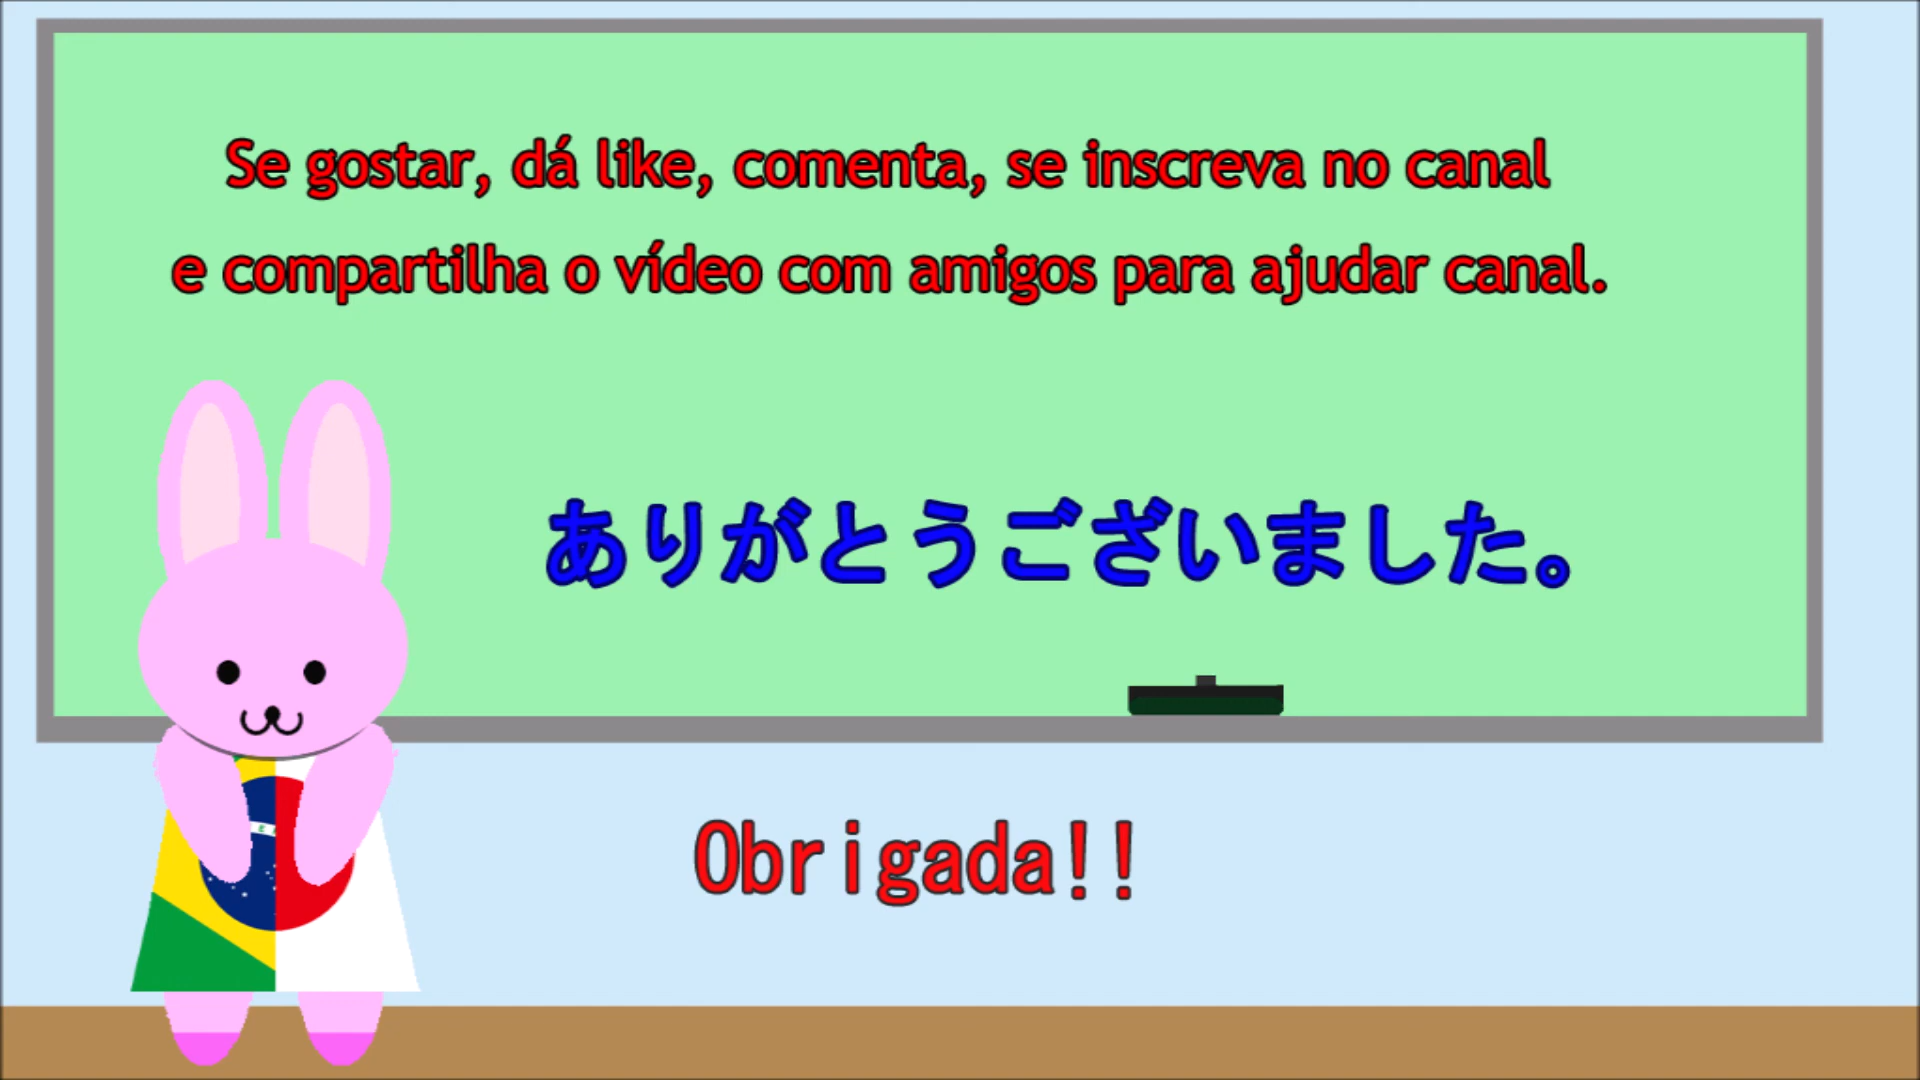 Se gostar, dá like, comenta, se inscreva no canal
e compartilha o vídeo com amigos para ajudar canal.
ありがとうございました。
Obrigada!!